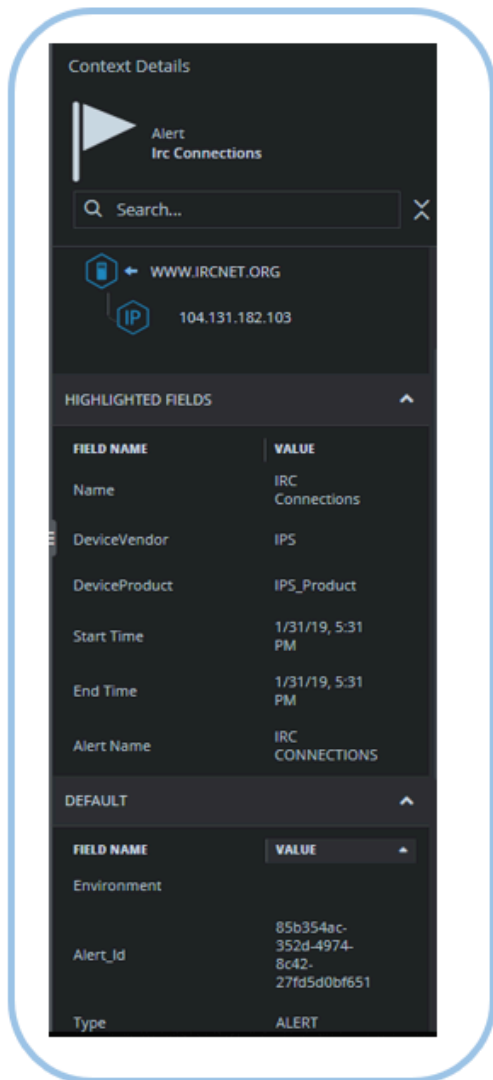 Context Details
Alert
Irc Connections
Search...
WWW.IRCNET.ORG
IP 104.131.182.103
HIGHLIGHTED FIELDS
FIELD NAME VALUE
Name IRC
Connections
DeviceVendor IPS
DeviceProduct IPS_Product
Start Time 1/31/19, 5:31
PM
End Time 1/31/19, 5:31
PM
Alert Name IRC
CONNECTIONS
DEFAULT
FIELD NAME VALUE
Environment
Alert_Id 85b354ac-
352d-4974-
8c42-
27fd5d0bf651
Type ALERT